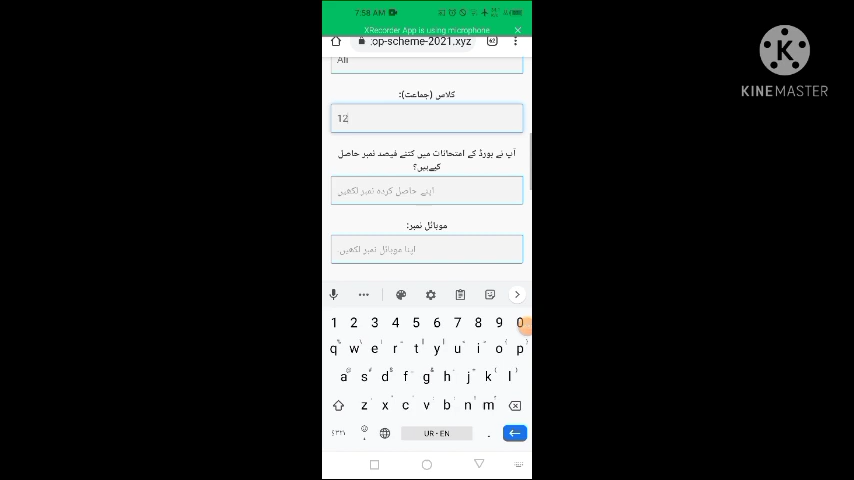 7:58 AM
XRecorder App is using microphone
:op-scheme-2021.xyz
Ali
کلاس (جماعت):
12
آپ نے بورڈ کے امتحانات میں کتنے فیصد نمبر حاصل
کیے ہیں؟
اپنے حاصل کردہ نمبر لکھیں
موبائل نمبر:
اپنا موبائل نمبر لکھیں
1 2 3 4 5 6 7 8 9 0
q w e r t y u i o p
a s d f g h j k l
z x c v b n m
UR - EN
KINEMASTER